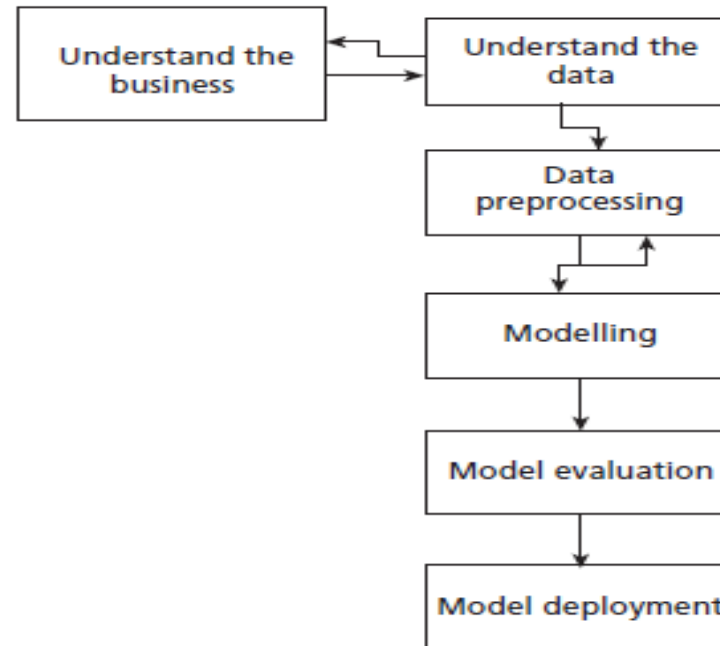 Understand the
business
Understand the
data
Data
preprocessing
Modelling
Model evaluation
Model deployment